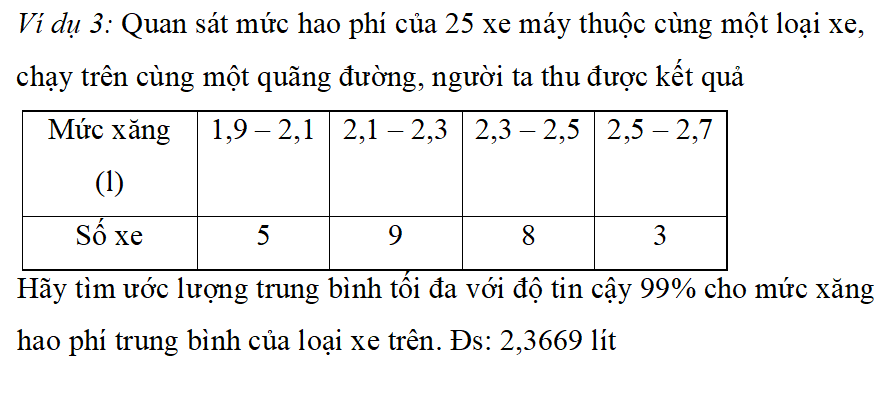 Ví dụ 3: Quan sát mức hao phí của 25 xe máy thuộc cùng một loại xe,
chạy trên cùng một quãng đường, người ta thu được kết quả
Mức xăng (l) 1,9 – 2,1 2,1 – 2,3 2,3 – 2,5 2,5 – 2,7
Số xe 5 9 8 3
Hãy tìm ước lượng trung bình tối đa với độ tin cậy 99% cho mức xăng
hao phí trung bình của loại xe trên. Đs: 2,3669 lít